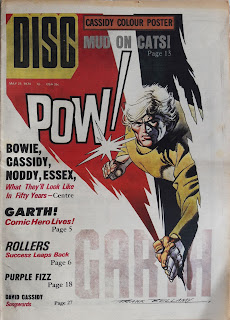 DISC
CASSIDY COLOUR POSTER
MUD ON CATS!
Page 13
POW!
BOWIE,
CASSIDY,
NODDY, ESSEX,
What They'll Look Like
In Fifty Years—Centre
GARTH!
Comic Hero Lives!
Page 5
ROLLERS
Success Leaps Back
Page 6
PURPLE FIZZ
Page 18
DAVID CASSIDY
Songwords
Page 27
GARTH
FRANK BELLAMY